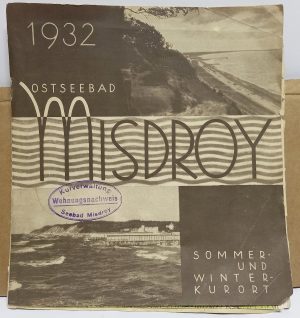 1932
OSTSEEBAD
MISDROY
Kurverwaltung
Wohnungsnachweis
Seebad Misdroy
SOMMER-
UND
WINTER-
KURORT